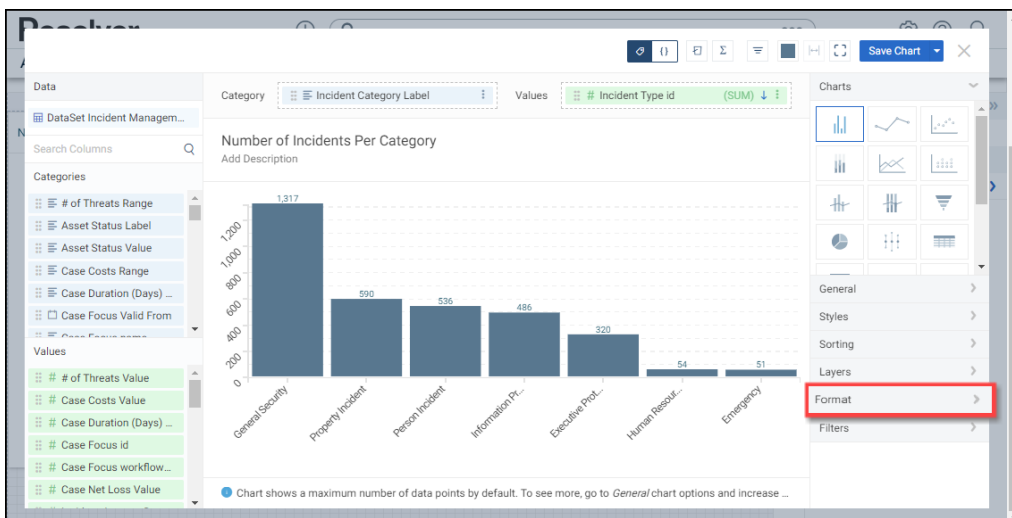 Save Chart
Data
DataSet Incident Managem...
Search Columns
Categories
# of Threats Range
Asset Status Label
Asset Status Value
Case Costs Range
Case Duration (Days) ...
Case Focus Valid From
Values
# # of Threats Value
# Case Costs Value
# Case Duration (Days) ...
# Case Focus id
# Case Focus workflow...
# Case Net Loss Value
Category
Incident Category Label
Values
# Incident Type id (SUM)
Number of Incidents Per Category
Add Description
1,317
590
536
486
320
54
51
1,200
1,000
800
600
400
200
0
General Security
Property Incident
Person Incident
Information Pr...
Executive Prot...
Human Resour...
Emergency
Chart shows a maximum number of data points by default. To see more, go to General chart options and increase ...
Charts
General
Styles
Sorting
Layers
Format
Filters